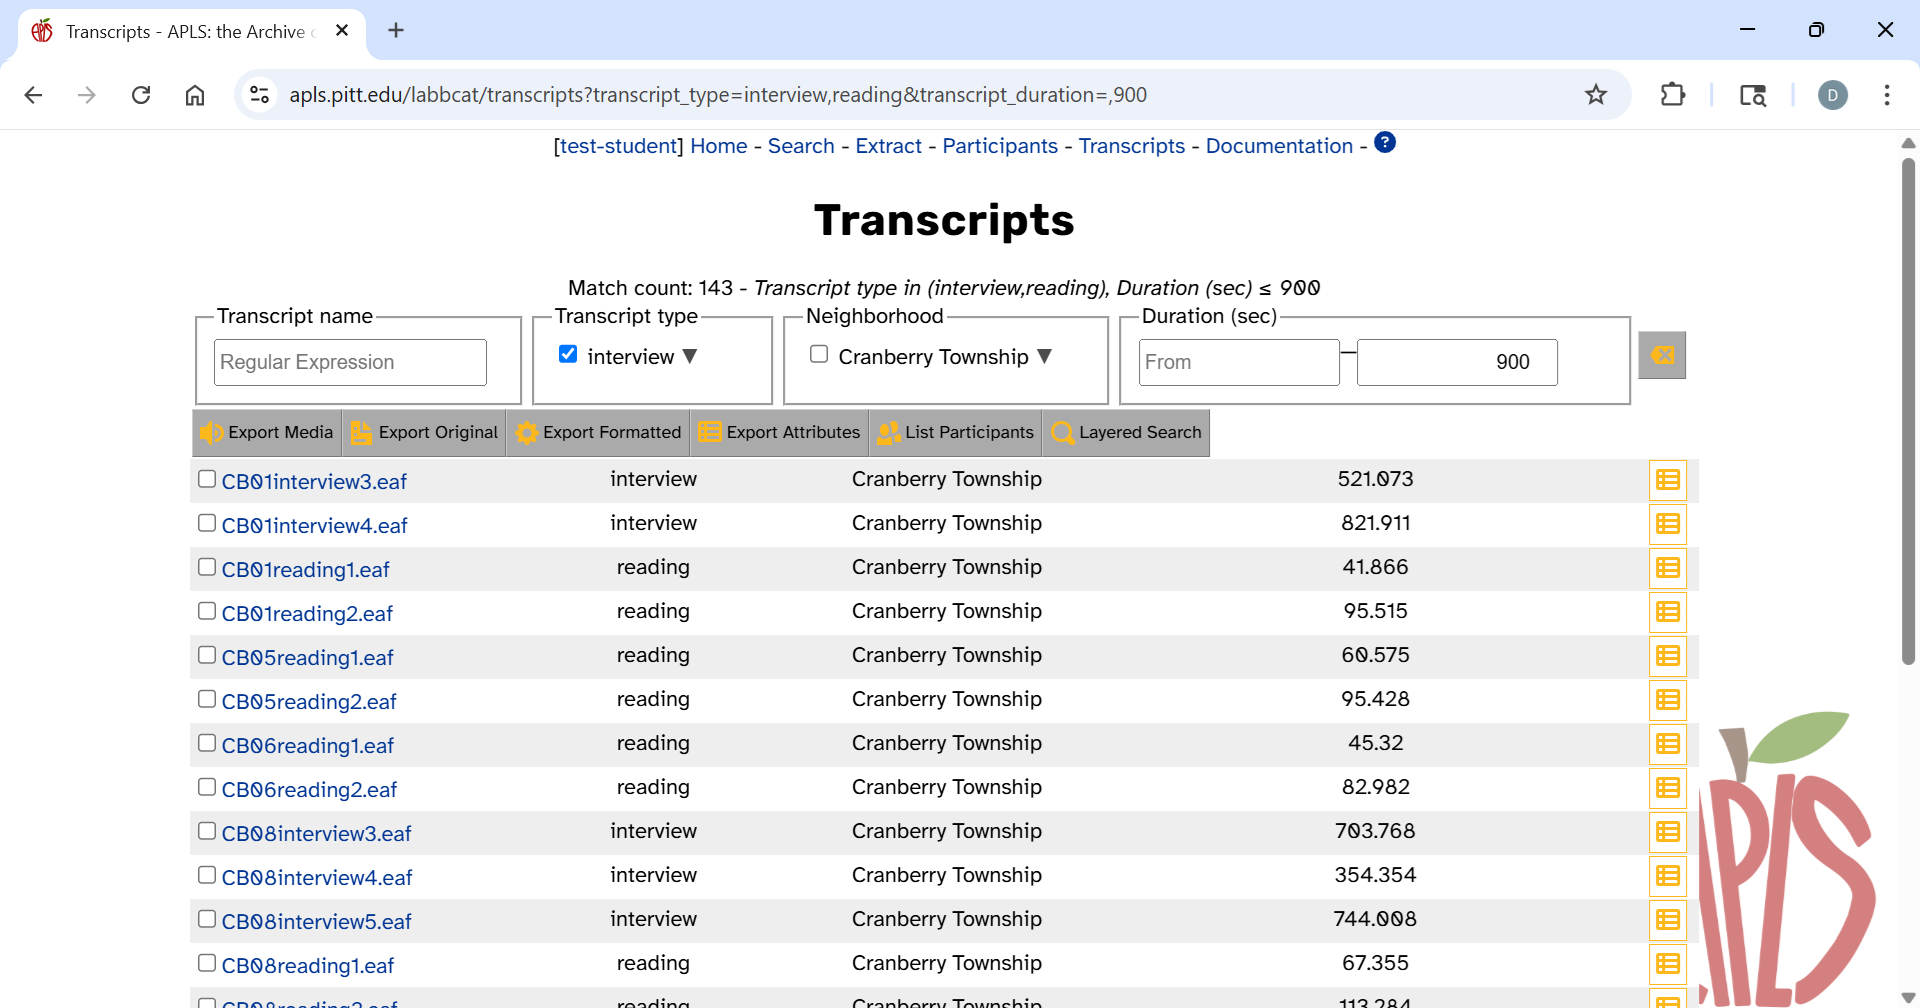 Transcripts - APLS: the Archive
apls.pitt.edu/labbcat/transcripts?transcript_type=interview,reading&transcript_duration=,900
D
[test-student] Home - Search - Extract - Participants - Transcripts - Documentation - ?
Transcripts
Match count: 143 - Transcript type in (interview,reading), Duration (sec) ≤ 900
Transcript name Transcript type Neighborhood Duration (sec)
Regular Expression interview ▼ Cranberry Township ▼ From – 900
Export Media Export Original Export Formatted Export Attributes List Participants Layered Search
CB01interview3.eaf interview Cranberry Township 521.073
CB01interview4.eaf interview Cranberry Township 821.911
CB01reading1.eaf reading Cranberry Township 41.866
CB01reading2.eaf reading Cranberry Township 95.515
CB05reading1.eaf reading Cranberry Township 60.575
CB05reading2.eaf reading Cranberry Township 95.428
CB06reading1.eaf reading Cranberry Township 45.32
CB06reading2.eaf reading Cranberry Township 82.982
CB08interview3.eaf interview Cranberry Township 703.768
CB08interview4.eaf interview Cranberry Township 354.354
CB08interview5.eaf interview Cranberry Township 744.008
CB08reading1.eaf reading Cranberry Township 67.355
CB08reading2.eaf reading Cranberry Township 113.284
APLS